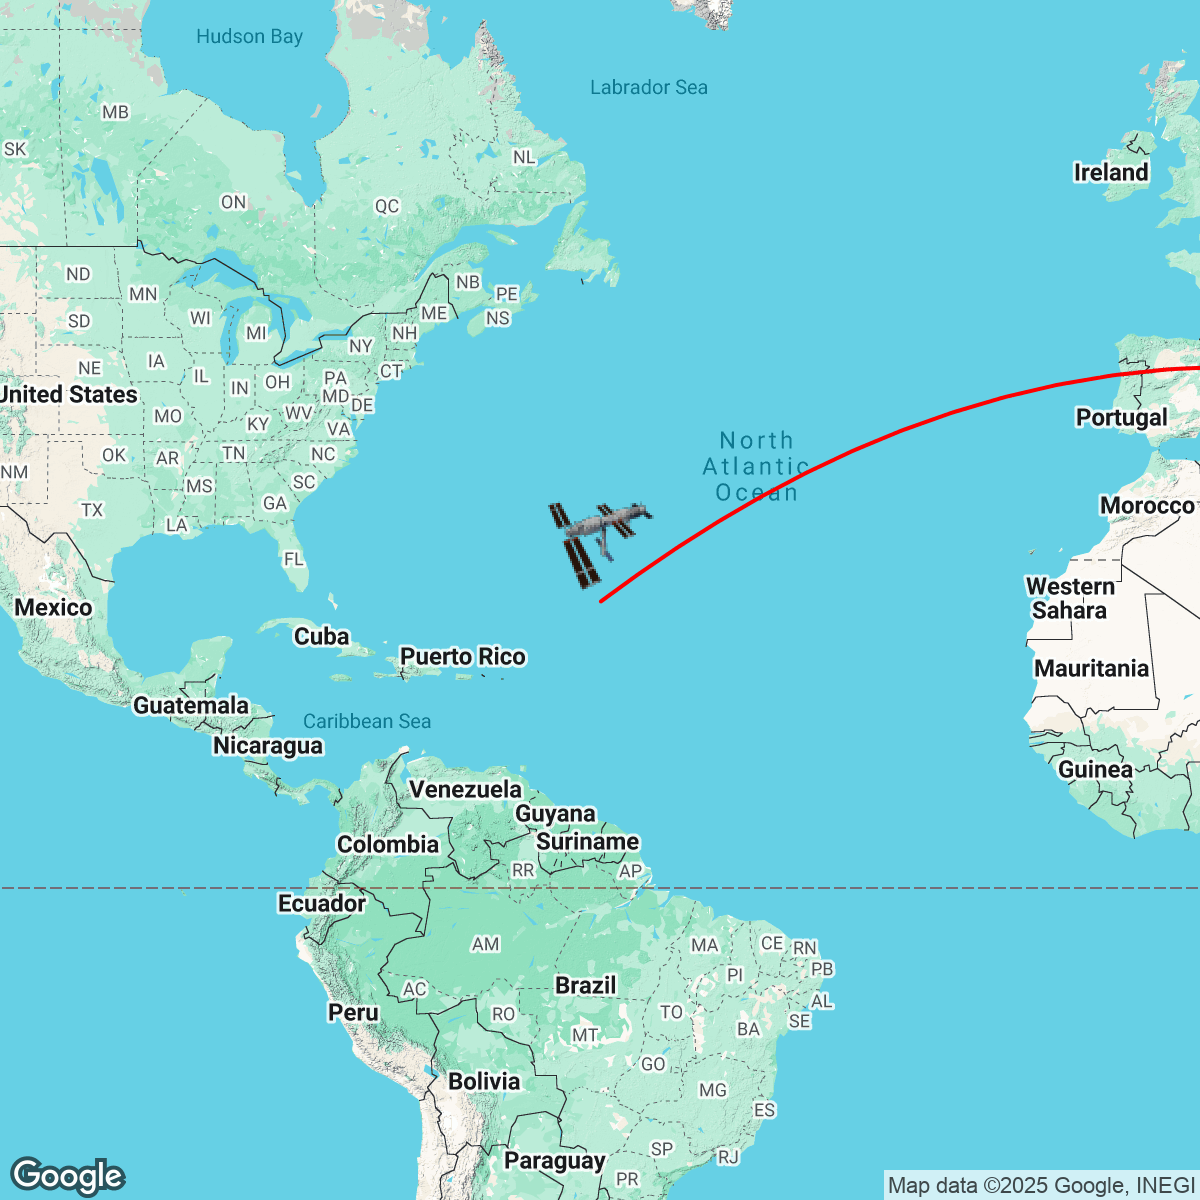 Hudson Bay
Labrador Sea
MB
SK
NL
Ireland
ON
QC
ND
NB
MN
PE
SD
WI
MI
ME
NS
NH
NY
NE
IA
IL
IN
OH
PA
CT
United States
MD
DE
MO
KY
WV
VA
Portugal
North
Atlantic
Ocean
OK
AR
TN
NC
NM
MS
SC
TX
GA
LA
Morocco
FL
Western
Sahara
Mexico
Cuba
Puerto Rico
Mauritania
Guatemala
Caribbean Sea
Nicaragua
Guinea
Venezuela
Guyana
Suriname
Colombia
RR
AP
Ecuador
AM
MA
CE
RN
PI
PB
AC
Brazil
AL
Peru
RO
TO
SE
MT
BA
GO
Bolivia
MG
ES
SP
RJ
Paraguay
PR
Google
Map data ©2025 Google, INEGI